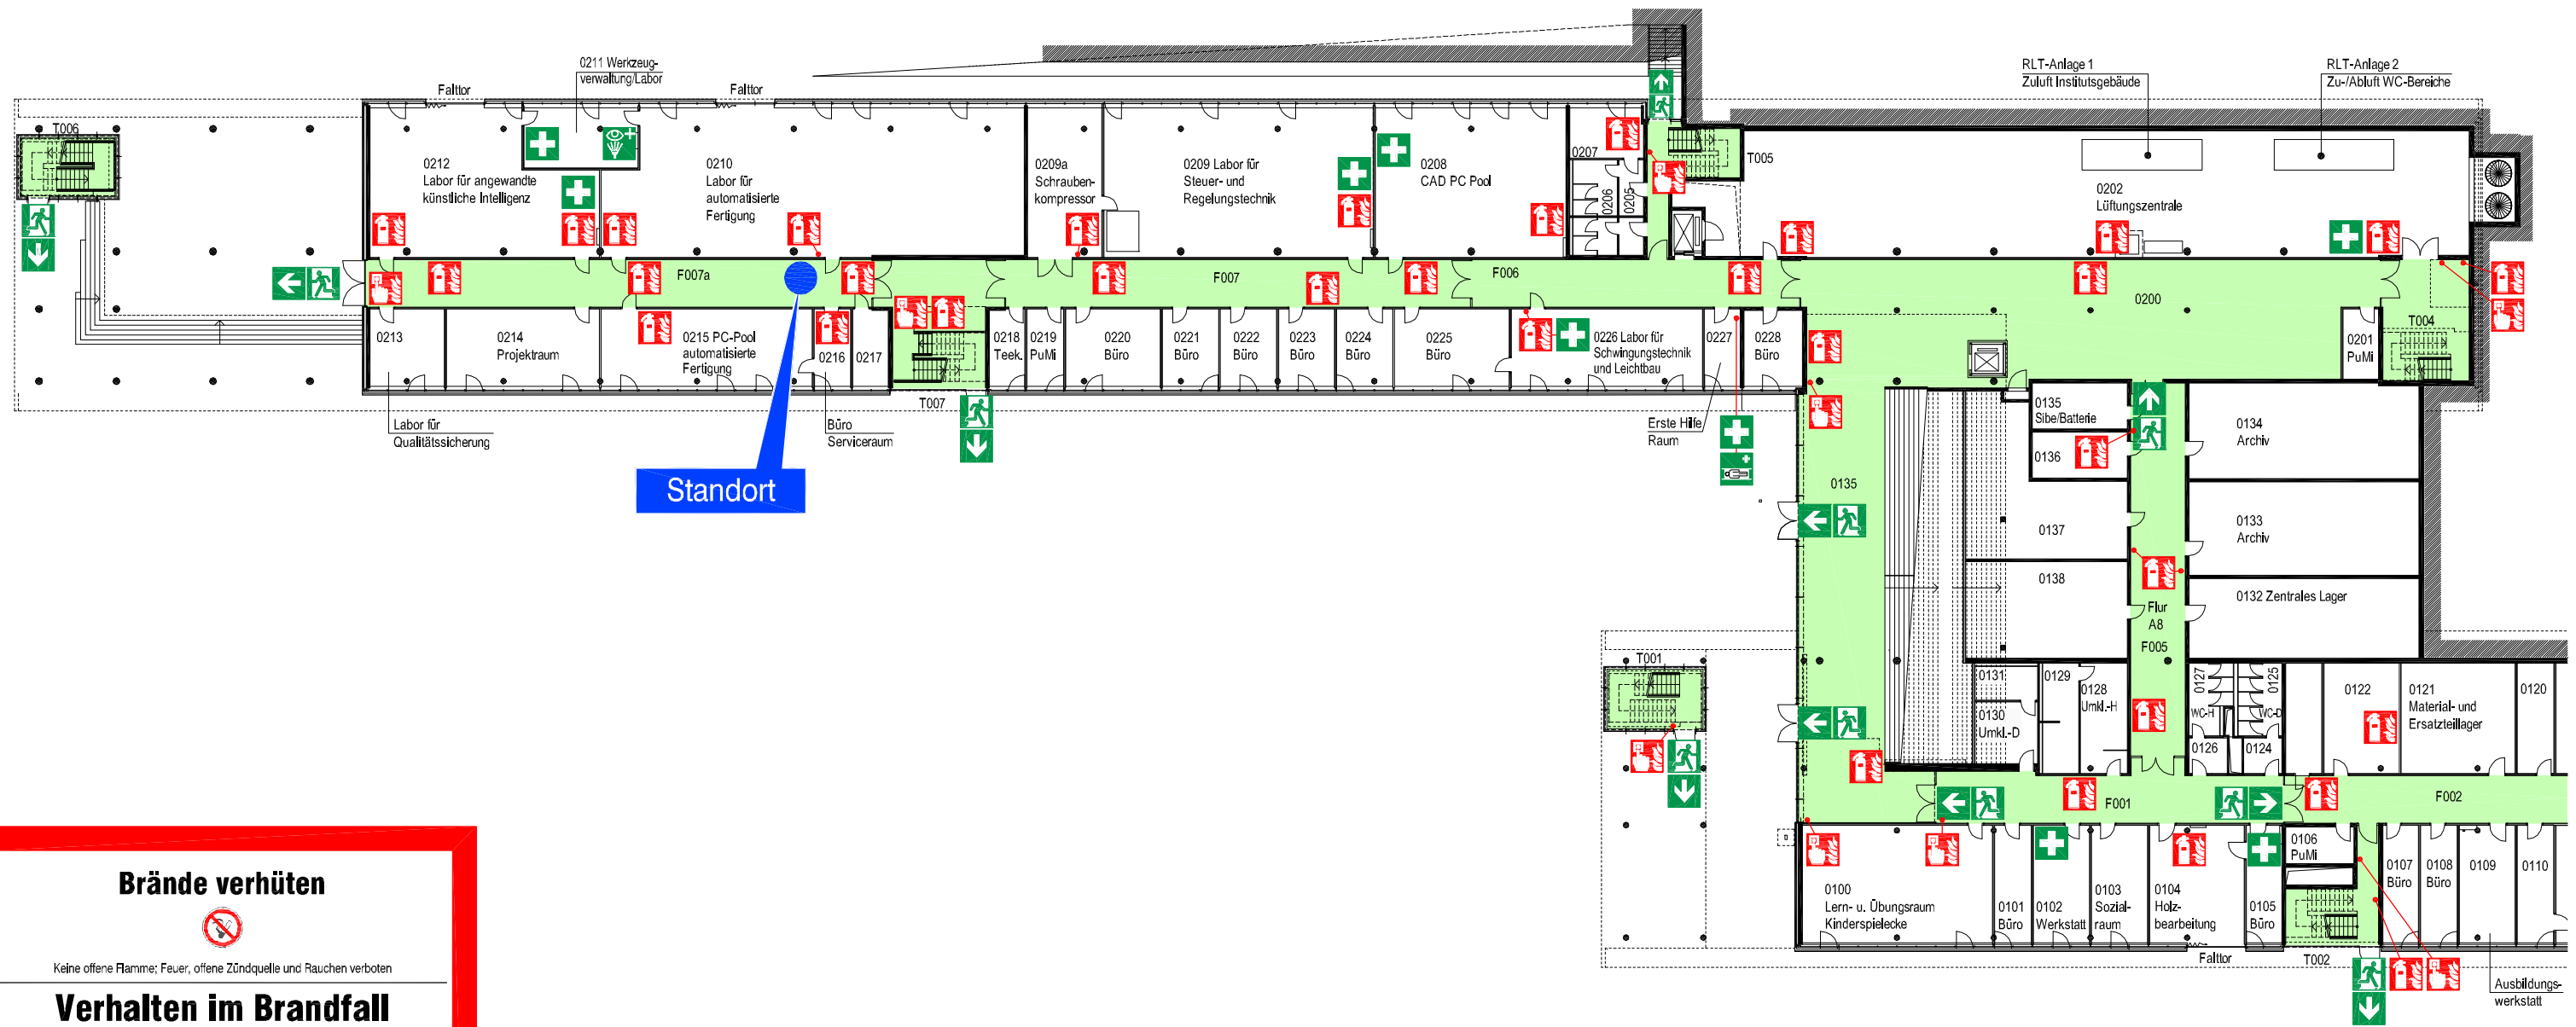 0211 Werkzeug-
verwaltung/Labor
Falttor
Falttor
RLT-Anlage 1
Zuluft Institutsgebäude
RLT-Anlage 2
Zu-/Abluft WC-Bereiche
T006
0212
Labor für angewandte
künstliche Intelligenz
0210
Labor für
automatisierte
Fertigung
0209a
Schrauben-
kompressor
0209 Labor für
Steuer- und
Regelungstechnik
0208
CAD PC Pool
0207
0206
0205
T005
0202
Lüftungszentrale
F007a
F007
F006
0200
0213
0214
Projektraum
0215 PC-Pool
automatisierte
Fertigung
0216
0217
0218
Teek.
0219
PuMi
0220
Büro
0221
Büro
0222
Büro
0223
Büro
0224
Büro
0225
Büro
0226 Labor für
Schwingungstechnik
und Leichtbau
0227
0228
Büro
0201
PuMi
T004
T007
Labor für
Qualitätssicherung
Büro
Serviceraum
Erste Hilfe
Raum
Standort
0135
Sibe/Batterie
0136
0134
Archiv
0135
0137
0133
Archiv
0138
0132 Zentrales Lager
Flur
A8
F005
T001
0131
0130
Umkl.-D
0129
0128
Umkl.-H
0127
WC-H
0125
WC-D
0126
0124
0122
0121
Material- und
Ersatzteillager
0120
F001
F002
0100
Lern- u. Übungsraum
Kinderspielecke
0101
Büro
0102
Werkstatt
0103
Sozial-
raum
0104
Holz-
bearbeitung
0105
Büro
0106
PuMi
0107
Büro
0108
Büro
0109
0110
Falttor
T002
Ausbildungs-
werkstatt
Brände verhüten
Keine offene Flamme; Feuer, offene Zündquelle und Rauchen verboten
Verhalten im Brandfall